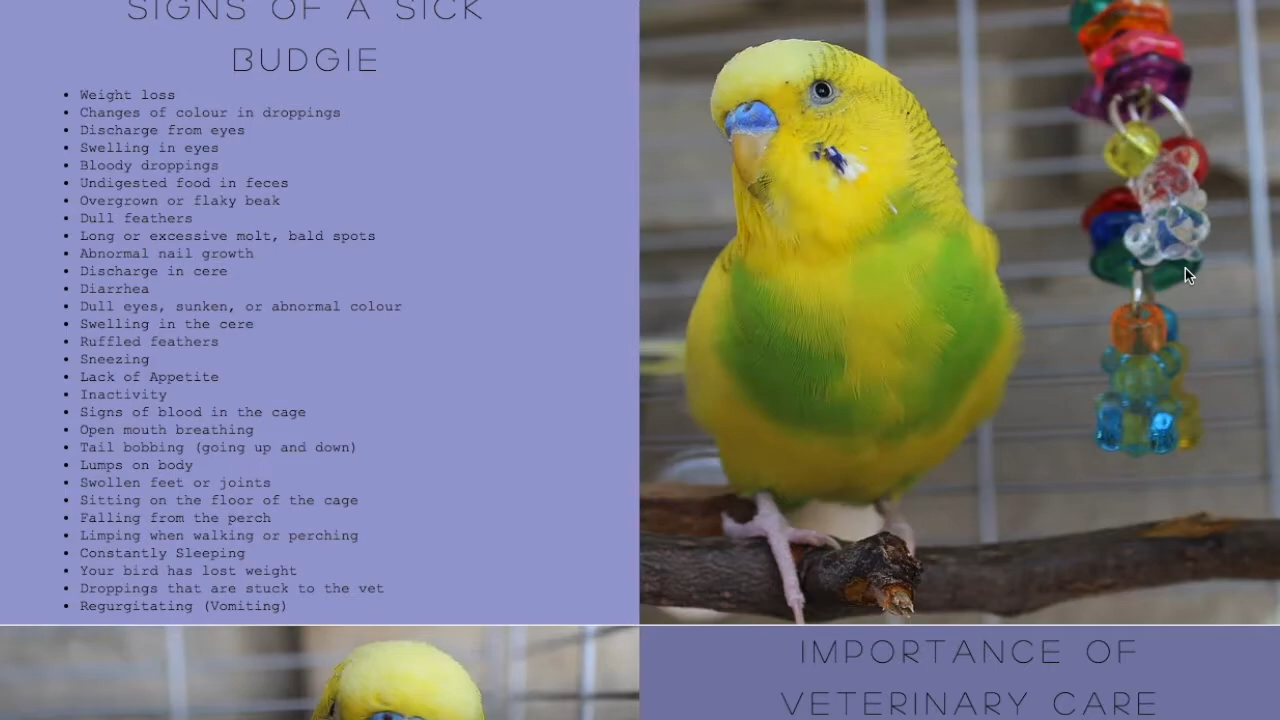 SIGNS OF A SICK
BUDGIE
Weight loss
Changes of colour in droppings
Discharge from eyes
Swelling in eyes
Bloody droppings
Undigested food in feces
Overgrown or flaky beak
Dull feathers
Long or excessive molt, bald spots
Abnormal nail growth
Discharge in cere
Diarrhea
Dull eyes, sunken, or abnormal colour
Swelling in the cere
Ruffled feathers
Sneezing
Lack of Appetite
Inactivity
Signs of blood in the cage
Open mouth breathing
Tail bobbing (going up and down)
Lumps on body
Swollen feet or joints
Sitting on the floor of the cage
Falling from the perch
Limping when walking or perching
Constantly Sleeping
Your bird has lost weight
Droppings that are stuck to the vet
Regurgitating (Vomiting)
IMPORTANCE OF
VETERINARY CARE